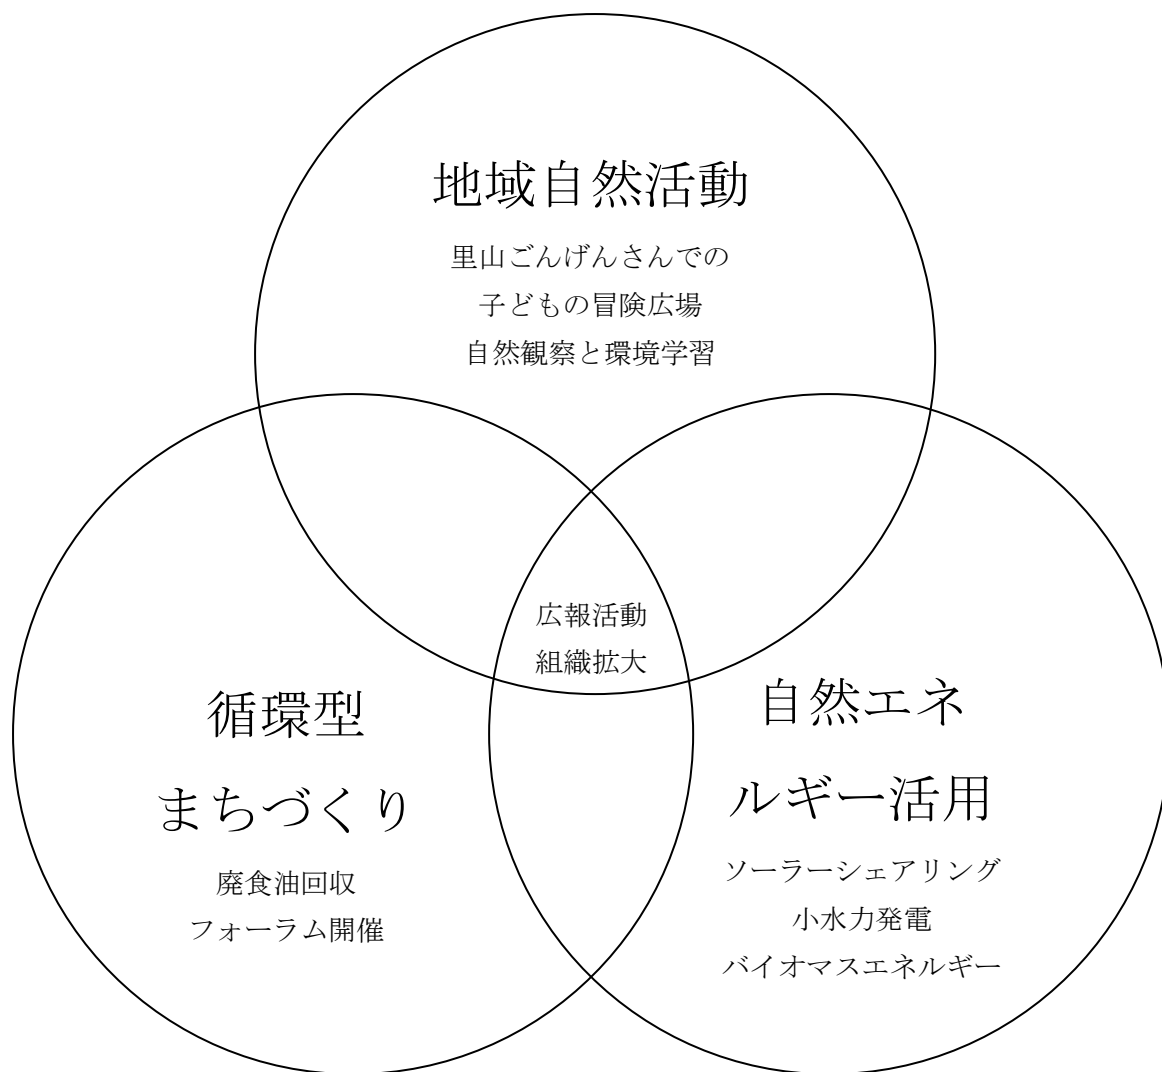 地域自然活動
里山ごんげんさんでの
子どもの冒険広場
自然観察と環境学習
広報活動
組織拡大
循環型
まちづくり
廃食油回収
フォーラム開催
自然エネ
ルギー活用
ソーラーシェアリング
小水力発電
バイオマスエネルギー